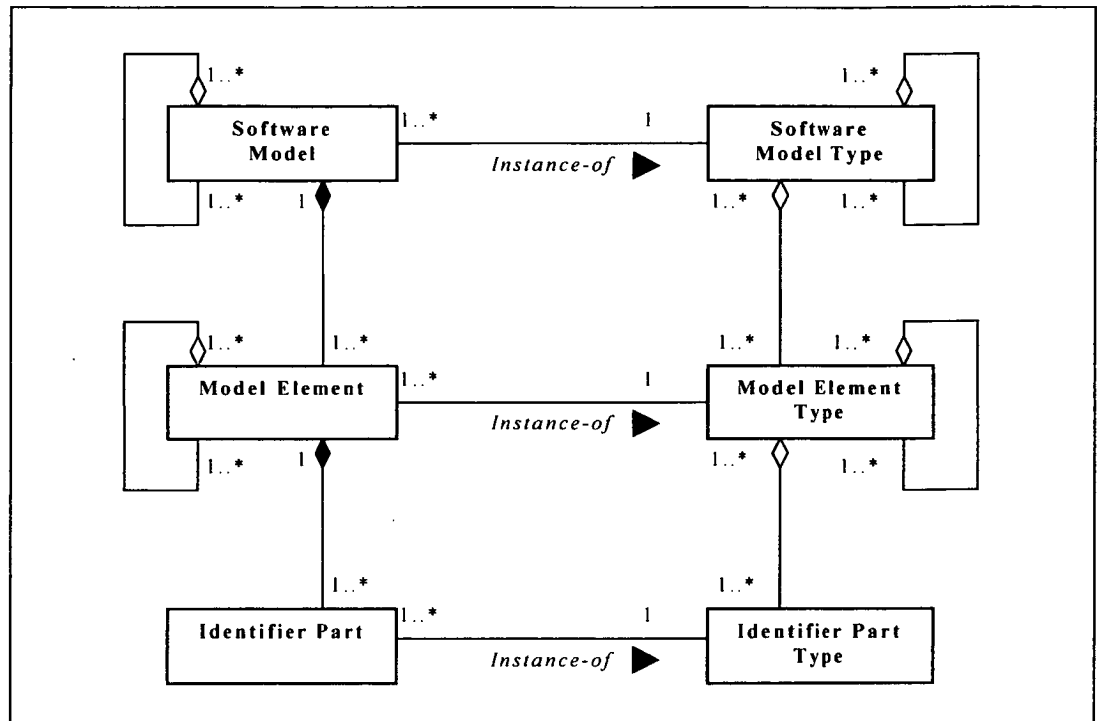 1..* 1..*
Software
Model
1..* 1
Software
Model Type
Instance-of
1..* 1 1..* 1..*
1..* 1..* 1..* 1..*
Model Element
1..* 1
Model Element
Type
Instance-of
1..* 1 1..* 1..*
1..* 1..*
Identifier Part
1..* 1
Identifier Part
Type
Instance-of